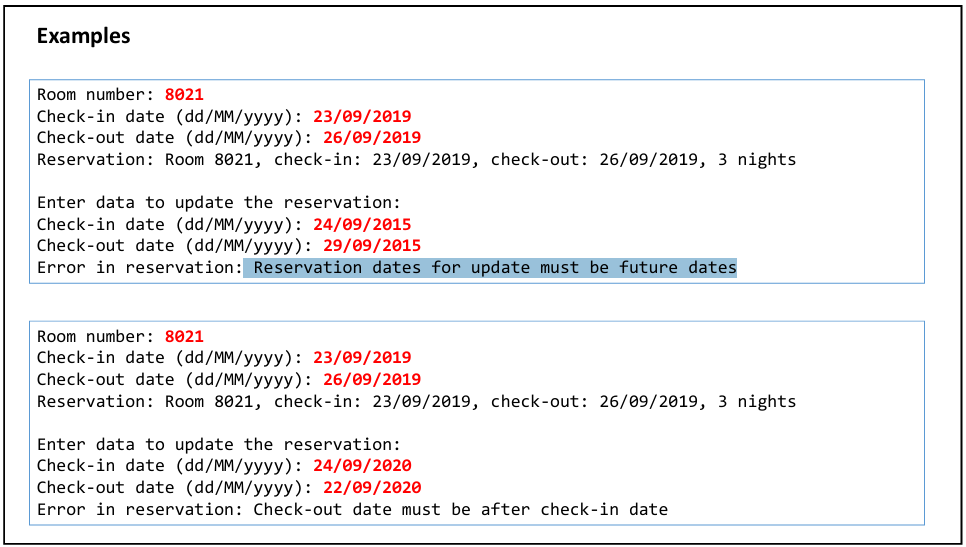 Examples
Room number: 8021
Check-in date (dd/MM/yyyy): 23/09/2019
Check-out date (dd/MM/yyyy): 26/09/2019
Reservation: Room 8021, check-in: 23/09/2019, check-out: 26/09/2019, 3 nights
Enter data to update the reservation:
Check-in date (dd/MM/yyyy): 24/09/2015
Check-out date (dd/MM/yyyy): 29/09/2015
Error in reservation: Reservation dates for update must be future dates
Room number: 8021
Check-in date (dd/MM/yyyy): 23/09/2019
Check-out date (dd/MM/yyyy): 26/09/2019
Reservation: Room 8021, check-in: 23/09/2019, check-out: 26/09/2019, 3 nights
Enter data to update the reservation:
Check-in date (dd/MM/yyyy): 24/09/2020
Check-out date (dd/MM/yyyy): 22/09/2020
Error in reservation: Check-out date must be after check-in date